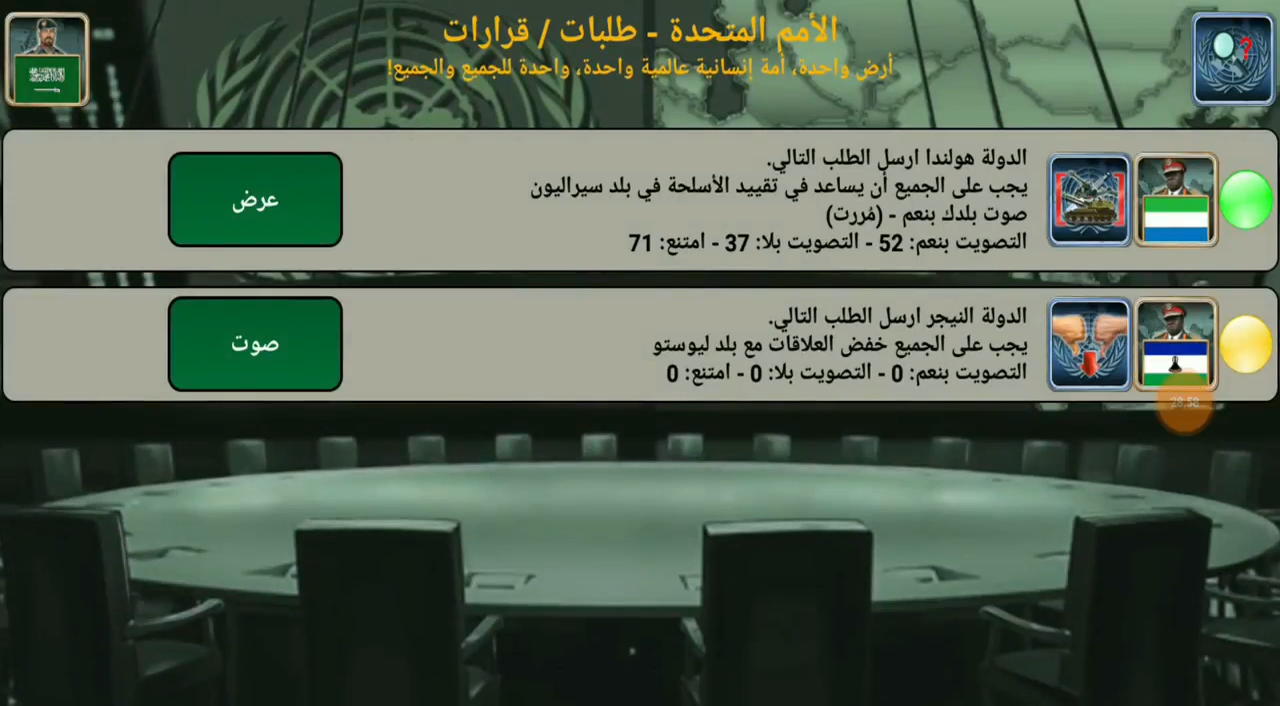 الأمم المتحدة - طلبات / قرارات
أرض واحدة، أمة إنسانية عالمية واحدة، واحدة للجميع والجميع!
الدولة هولندا ارسل الطلب التالي.
يجب على الجميع أن يساعد في تقييد الأسلحة في بلد سيراليون
صوت بلدك بنعم - (مُررت)
التصويت بنعم: 52 - التصويت بلا: 37 - امتنع: 71
عرض
الدولة النيجر ارسل الطلب التالي.
يجب على الجميع خفض العلاقات مع بلد ليوستو
التصويت بنعم: 0 - التصويت بلا: 0 - امتنع: 0
صوت
28:58